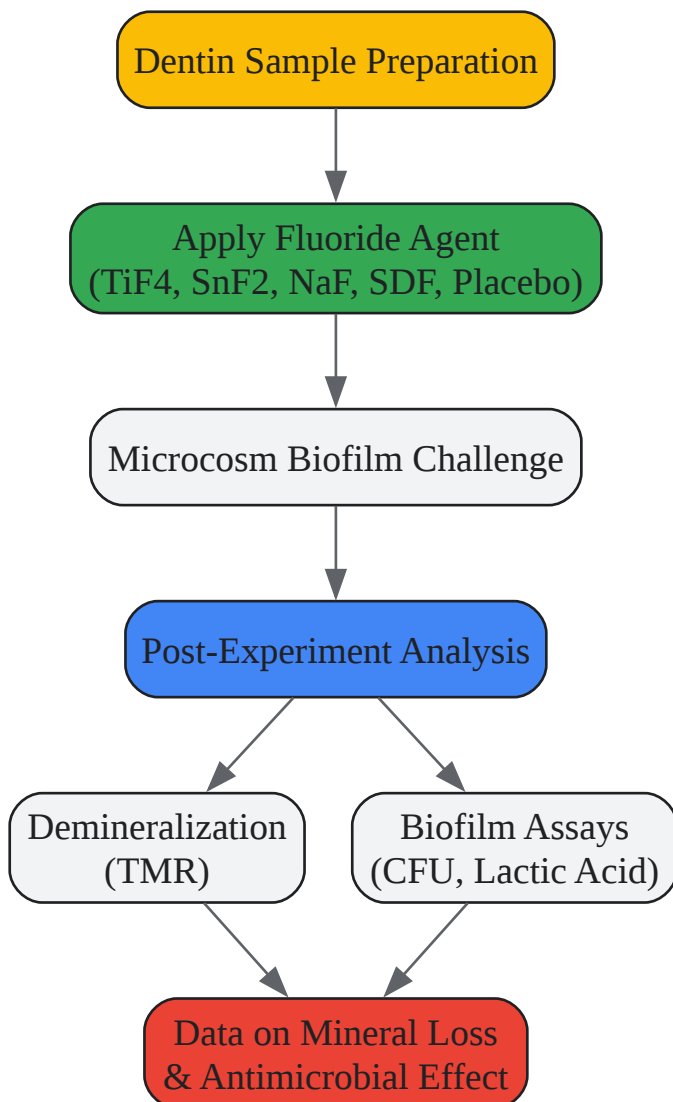 Dentin Sample Preparation
Apply Fluoride Agent
(TiF4, SnF2, NaF, SDF, Placebo)
Microcosm Biofilm Challenge
Post-Experiment Analysis
Demineralization
(TMR)
Biofilm Assays
(CFU, Lactic Acid)
Data on Mineral Loss
& Antimicrobial Effect